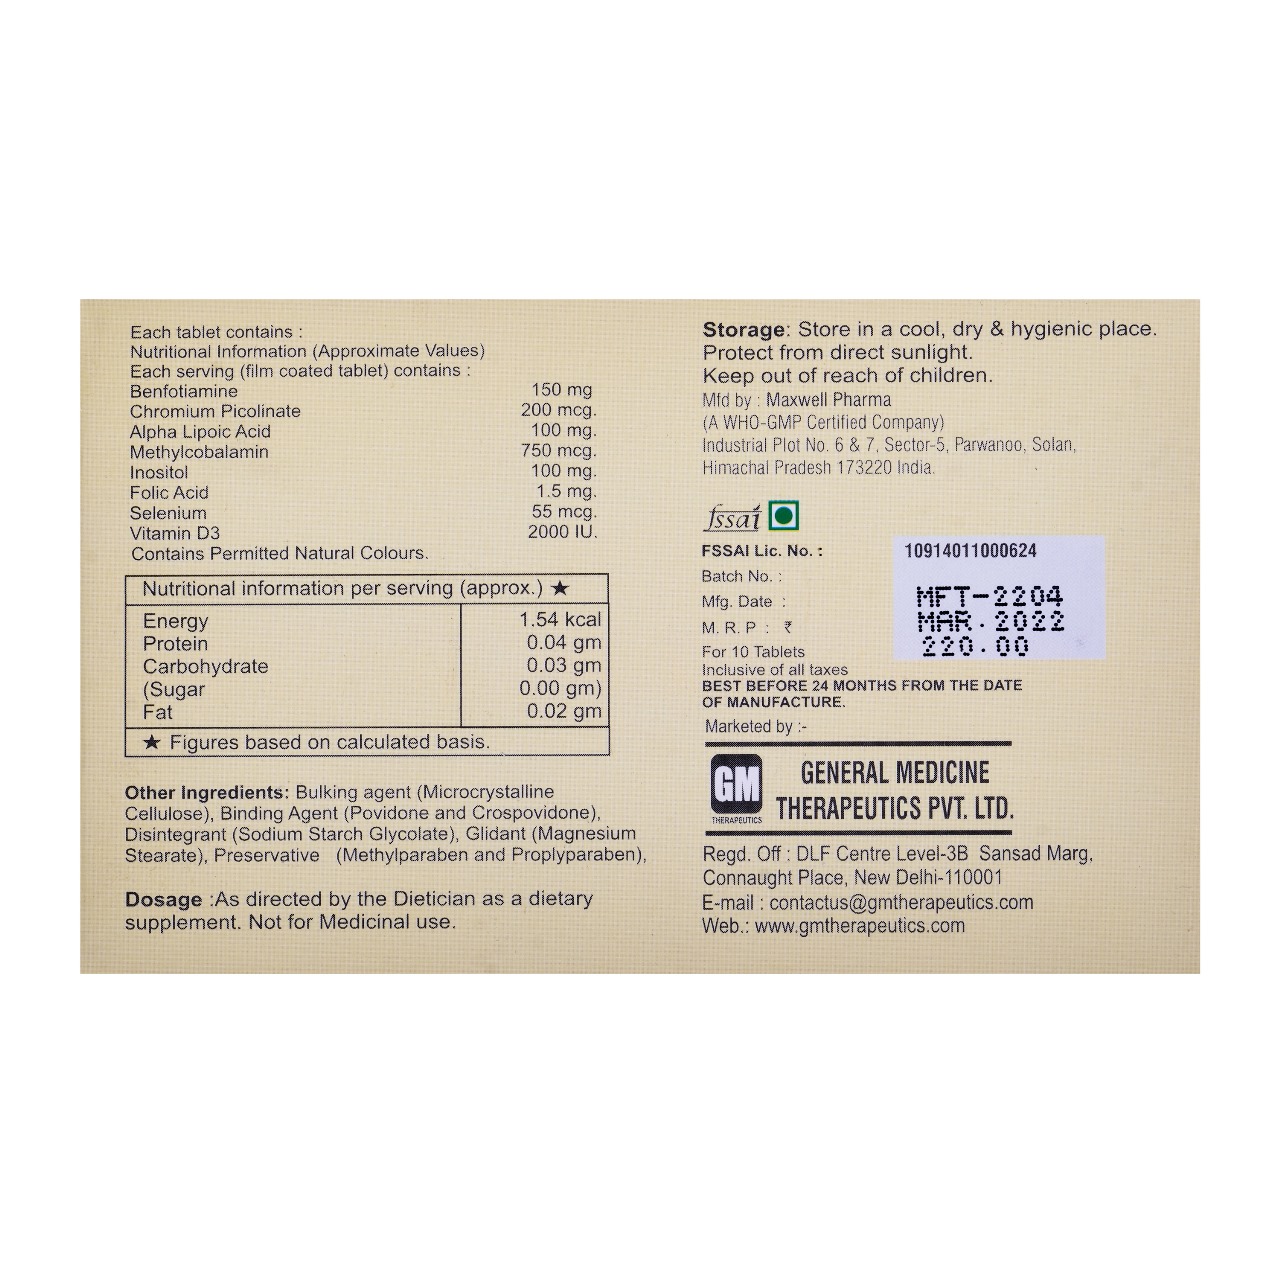 Each tablet contains :
Nutritional Information (Approximate Values)
Each serving (film coated tablet) contains :
Benfotiamine 150 mg
Chromium Picolinate 200 mcg.
Alpha Lipoic Acid 100 mg.
Methylcobalamin 750 mcg.
Inositol 100 mg.
Folic Acid 1.5 mg.
Selenium 55 mcg.
Vitamin D3 2000 IU.
Contains Permitted Natural Colours.
Nutritional information per serving (approx.) ★
Energy 1.54 kcal
Protein 0.04 gm
Carbohydrate 0.03 gm
(Sugar 0.00 gm)
Fat 0.02 gm
★ Figures based on calculated basis.
Other Ingredients: Bulking agent (Microcrystalline
Cellulose), Binding Agent (Povidone and Crospovidone),
Disintegrant (Sodium Starch Glycolate), Glidant (Magnesium
Stearate), Preservative (Methylparaben and Proplyparaben),
Dosage :As directed by the Dietician as a dietary
supplement. Not for Medicinal use.
Storage: Store in a cool, dry & hygienic place.
Protect from direct sunlight.
Keep out of reach of children.
Mfd by : Maxwell Pharma
(A WHO-GMP Certified Company)
Industrial Plot No. 6 & 7, Sector-5, Parwanoo, Solan,
Himachal Pradesh 173220 India.
fssai
FSSAI Lic. No. : 10914011000624
Batch No. : MFT-2204
Mfg. Date : MAR.2022
M. R. P : ₹ 220.00
For 10 Tablets
Inclusive of all taxes
BEST BEFORE 24 MONTHS FROM THE DATE
OF MANUFACTURE.
Marketed by :-
GM
THERAPEUTICS
GENERAL MEDICINE
THERAPEUTICS PVT. LTD.
Regd. Off : DLF Centre Level-3B Sansad Marg,
Connaught Place, New Delhi-110001
E-mail : contactus@gmtherapeutics.com
Web.: www.gmtherapeutics.com